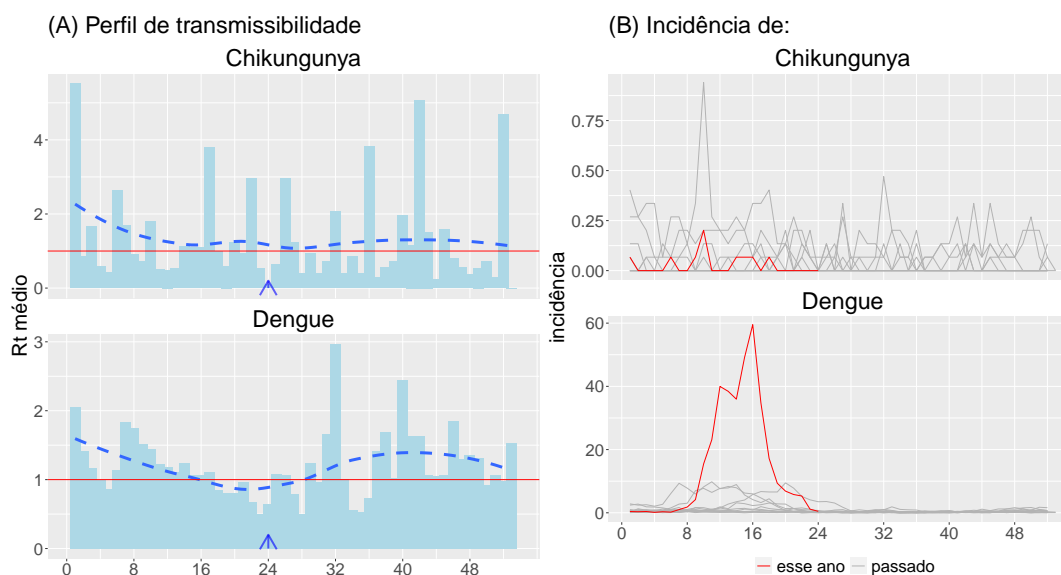 (A) Perfil de transmissibilidade
Chikungunya
4
2
0
Dengue
3
2
1
0
0 8 16 24 32 40 48
Rt médio
(B) Incidência de:
Chikungunya
0.75
0.50
0.25
0.00
Dengue
60
40
20
0
0 8 16 24 32 40 48
incidência
esse ano passado